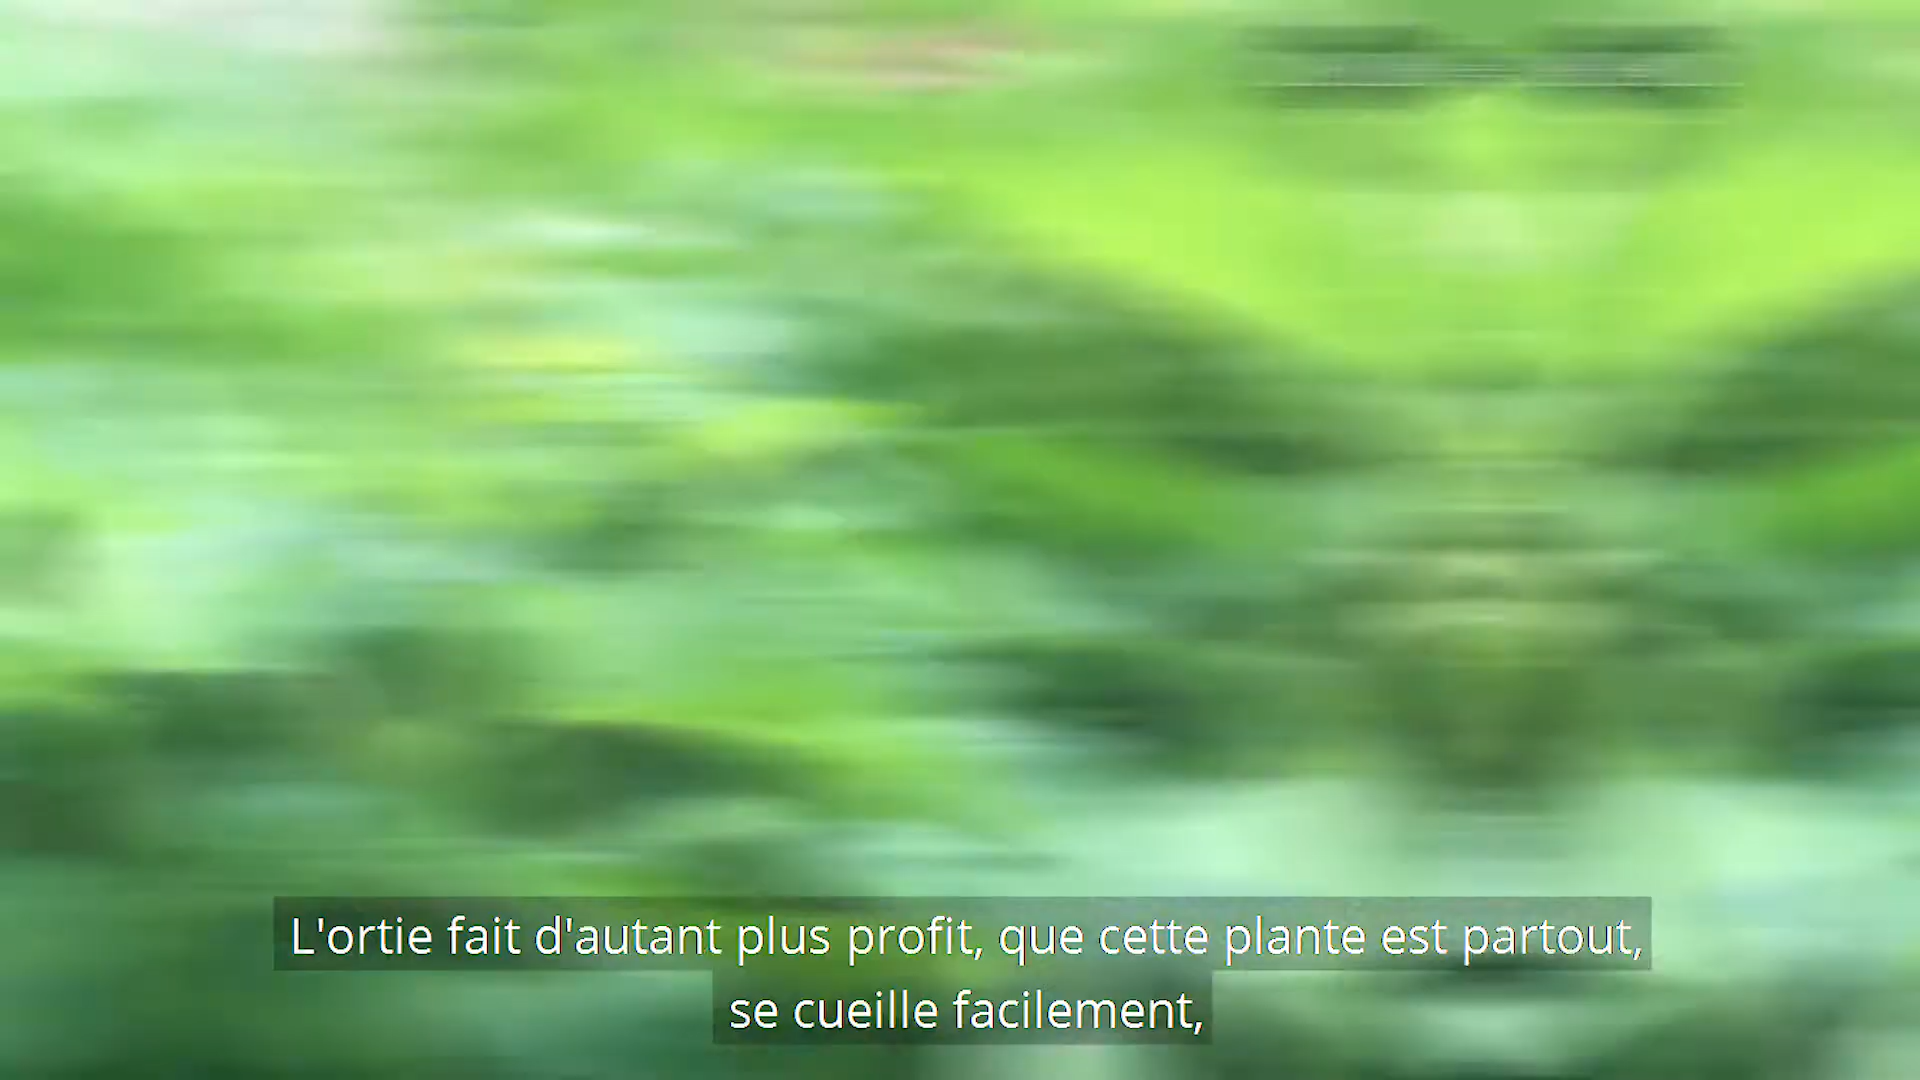 L'ortie fait d'autant plus profit, que cette plante est partout,
se cueille facilement,